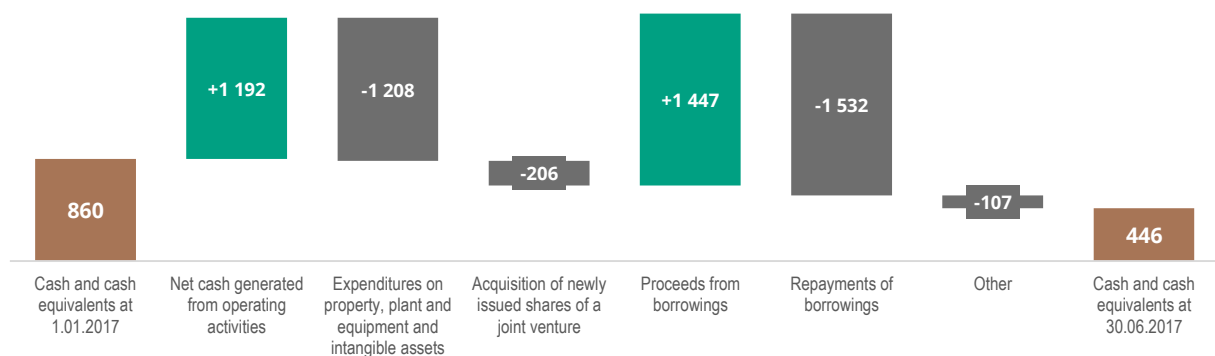 +1 192
-1 208
+1 447
-1 532
-206
-107
860
446
Cash and cash
equivalents at
1.01.2017
Net cash generated
from operating
activities
Expenditures on
property, plant and
equipment and
intangible assets
Acquisition of newly
issued shares of a
joint venture
Proceeds from
borrowings
Repayments of
borrowings
Other
Cash and cash
equivalents at
30.06.2017